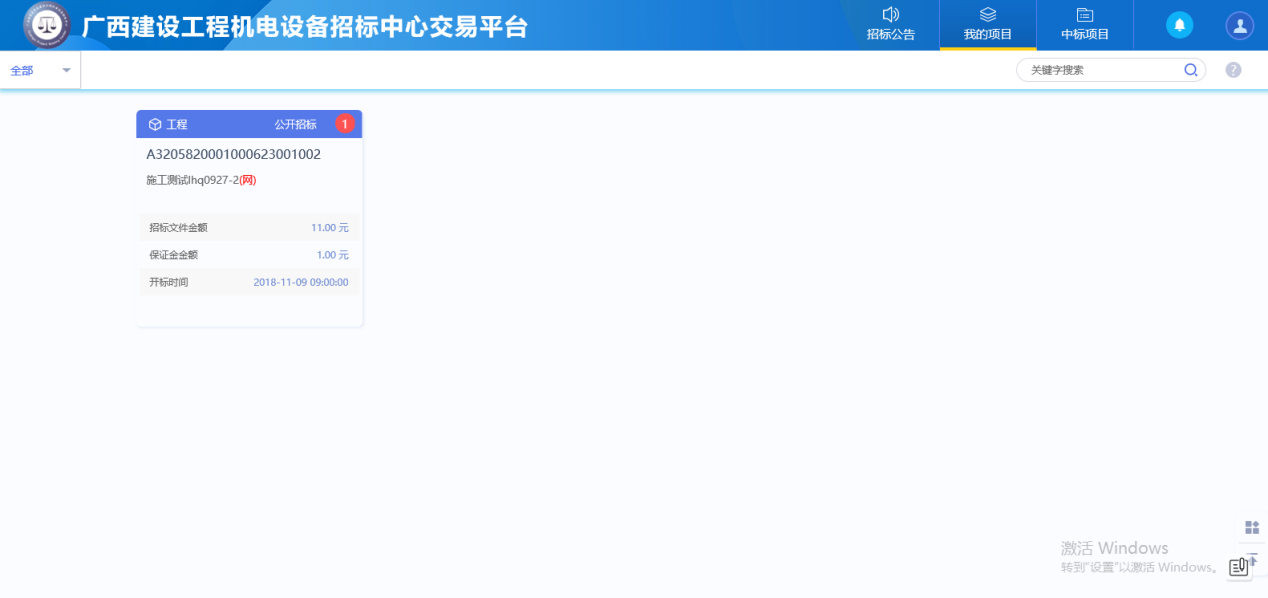 广西建设工程机电设备招标中心交易平台
招标公告
我的项目
中标项目
全部
关键字搜索
?
工程 公开招标 1
A3205820001000623001002
施工测试lhq0927-2(网)
招标文件金额 11.00 元
保证金金额 1.00 元
开标时间 2018-11-09 09:00:00
激活 Windows
转到"设置"以激活 Windows。